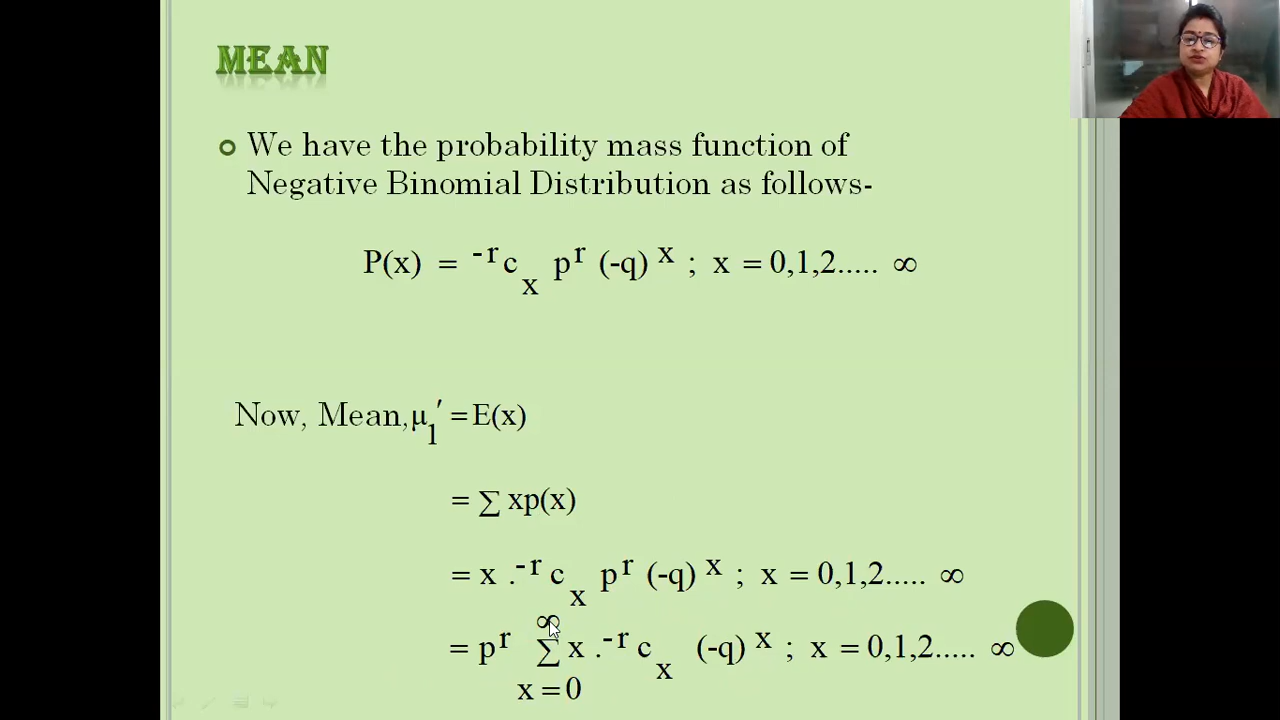 MEAN
We have the probability mass function of
Negative Binomial Distribution as follows-
P(x) = ⁻ʳcₓ pʳ (-q)ˣ ; x = 0,1,2..... ∞
Now, Mean,μ₁′ = E(x)
= ∑ xp(x)
= x .⁻ʳcₓ pʳ (-q)ˣ ; x = 0,1,2..... ∞
∞
= pʳ ∑ x .⁻ʳcₓ (-q)ˣ ; x = 0,1,2..... ∞
x = 0